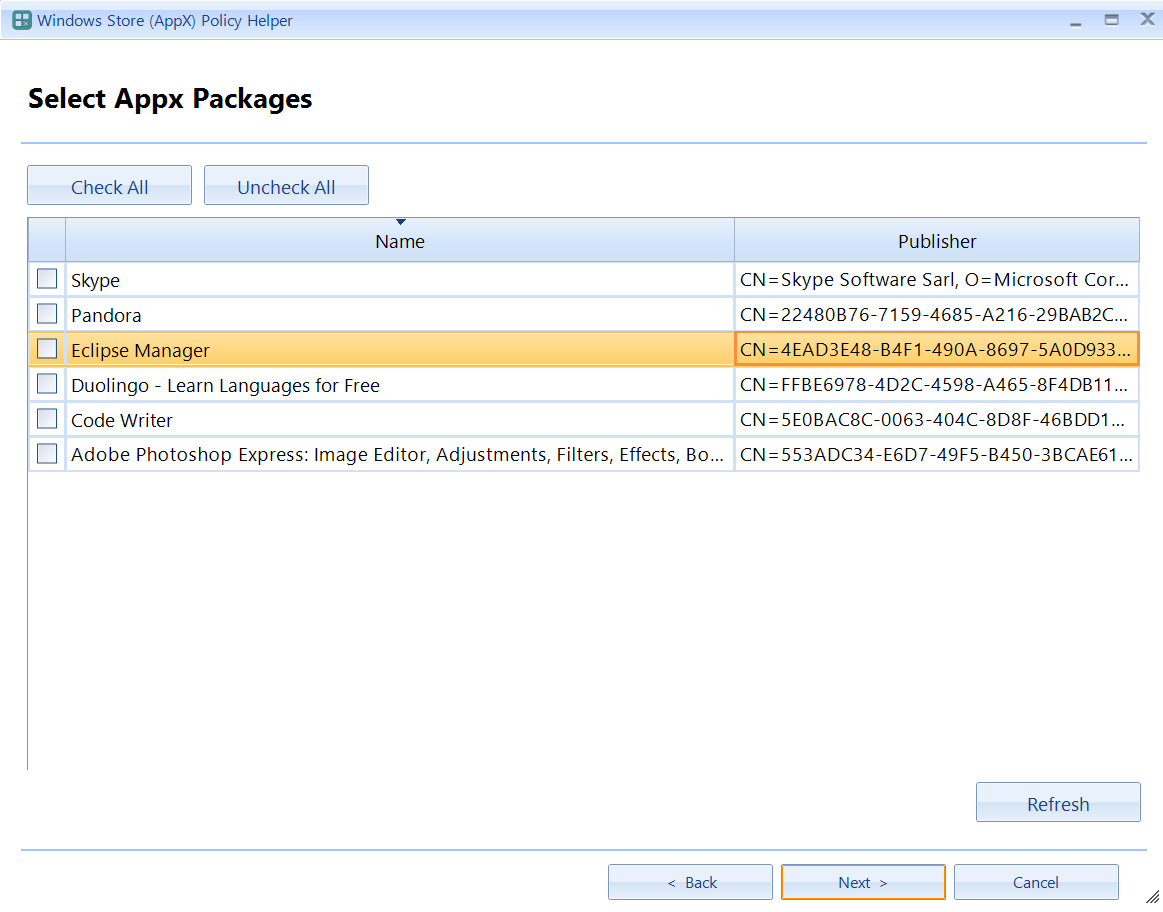 Windows Store (AppX) Policy Helper
Select Appx Packages
Check All Uncheck All
Name Publisher
Skype CN=Skype Software Sarl, O=Microsoft Cor...
Pandora CN=22480B76-7159-4685-A216-29BAB2C...
Eclipse Manager CN=4EAD3E48-B4F1-490A-8697-5A0D933...
Duolingo - Learn Languages for Free CN=FFBE6978-4D2C-4598-A465-8F4DB11...
Code Writer CN=5E0BAC8C-0063-404C-8D8F-46BDD1...
Adobe Photoshop Express: Image Editor, Adjustments, Filters, Effects, Bo... CN=553ADC34-E6D7-49F5-B450-3BCAE61...
Refresh
< Back Next > Cancel